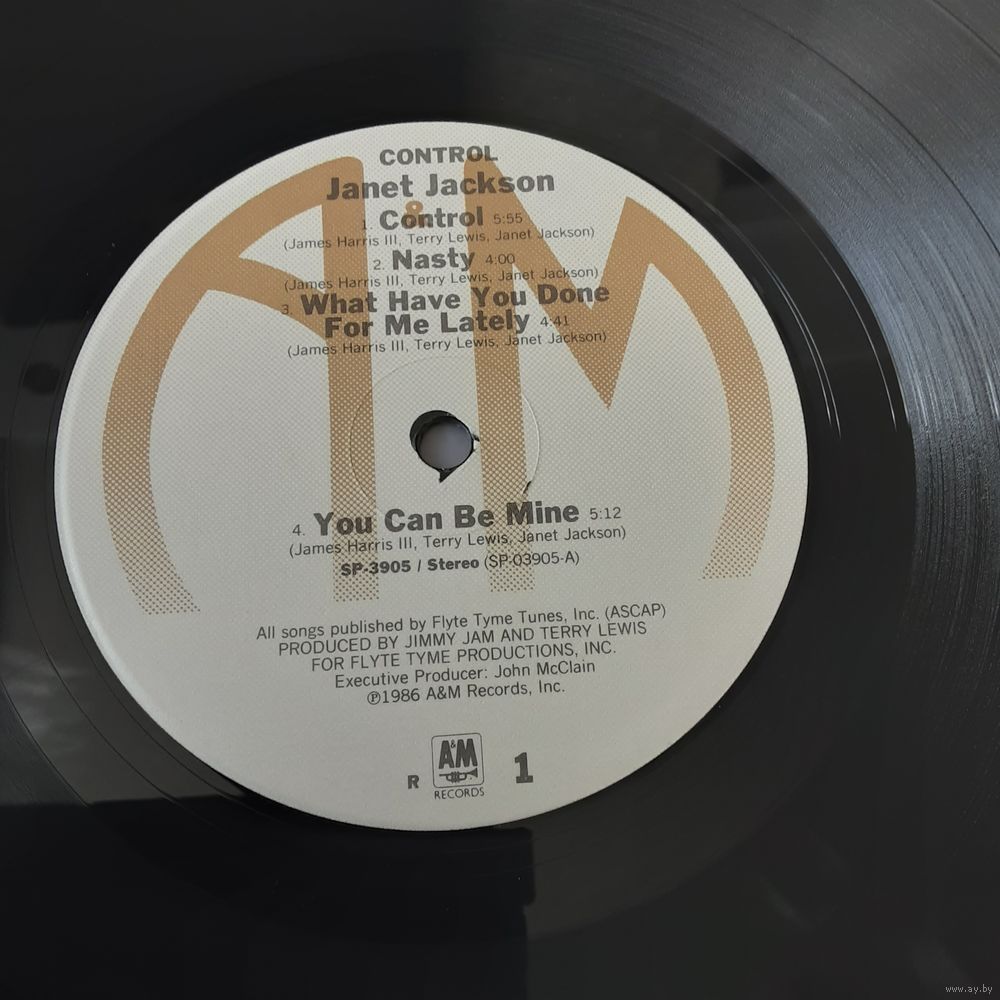 CONTROL
Janet Jackson
1. Control 5:55
(James Harris III, Terry Lewis, Janet Jackson)
2. Nasty 4:00
(James Harris III, Terry Lewis, Janet Jackson)
3. What Have You Done
For Me Lately 4:41
(James Harris III, Terry Lewis, Janet Jackson)
4. You Can Be Mine 5:12
(James Harris III, Terry Lewis, Janet Jackson)
SP-3905 / Stereo (SP-03905-A)
All songs published by Flyte Tyme Tunes, Inc. (ASCAP)
PRODUCED BY JIMMY JAM AND TERRY LEWIS
FOR FLYTE TYME PRODUCTIONS, INC.
Executive Producer: John McClain
℗1986 A&M Records, Inc.
R A&M 1
RECORDS
A&M
www.ay.by